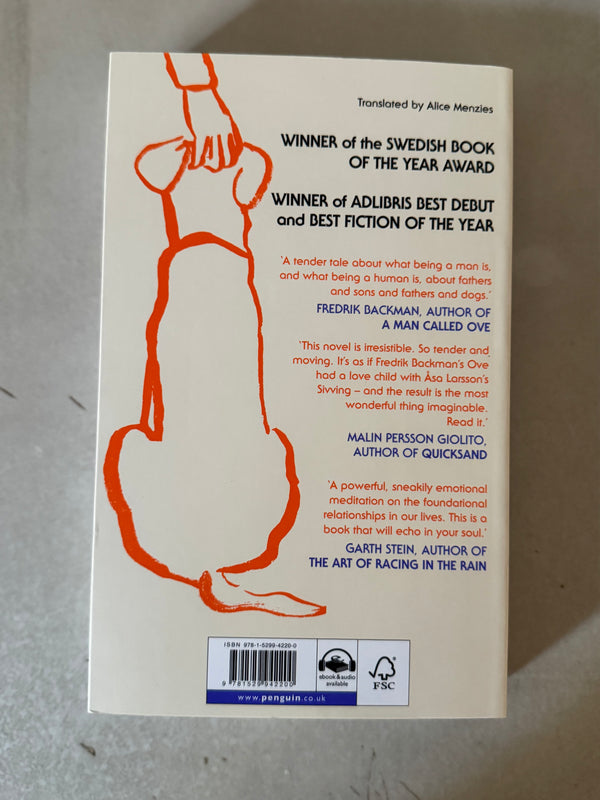 Translated by Alice Menzies
WINNER of the SWEDISH BOOK
OF THE YEAR AWARD
WINNER of ADLIBRIS BEST DEBUT
and BEST FICTION OF THE YEAR
'A tender tale about what being a man is,
and what being a human is, about fathers
and sons and fathers and dogs.'
FREDRIK BACKMAN, AUTHOR OF
A MAN CALLED OVE
'This novel is irresistible. So tender and
moving. It's as if Fredrik Backman's Ove
had a love child with Åsa Larsson's
Sivving – and the result is the most
wonderful thing imaginable.
Read it.'
MALIN PERSSON GIOLITO,
AUTHOR OF QUICKSAND
'A powerful, sneakily emotional
meditation on the foundational
relationships in our lives. This is a
book that will echo in your soul.'
GARTH STEIN, AUTHOR OF
THE ART OF RACING IN THE RAIN
ISBN 978-1-5299-4220-0
9 781529 942200
ebook & audio
available
FSC
www.penguin.co.uk